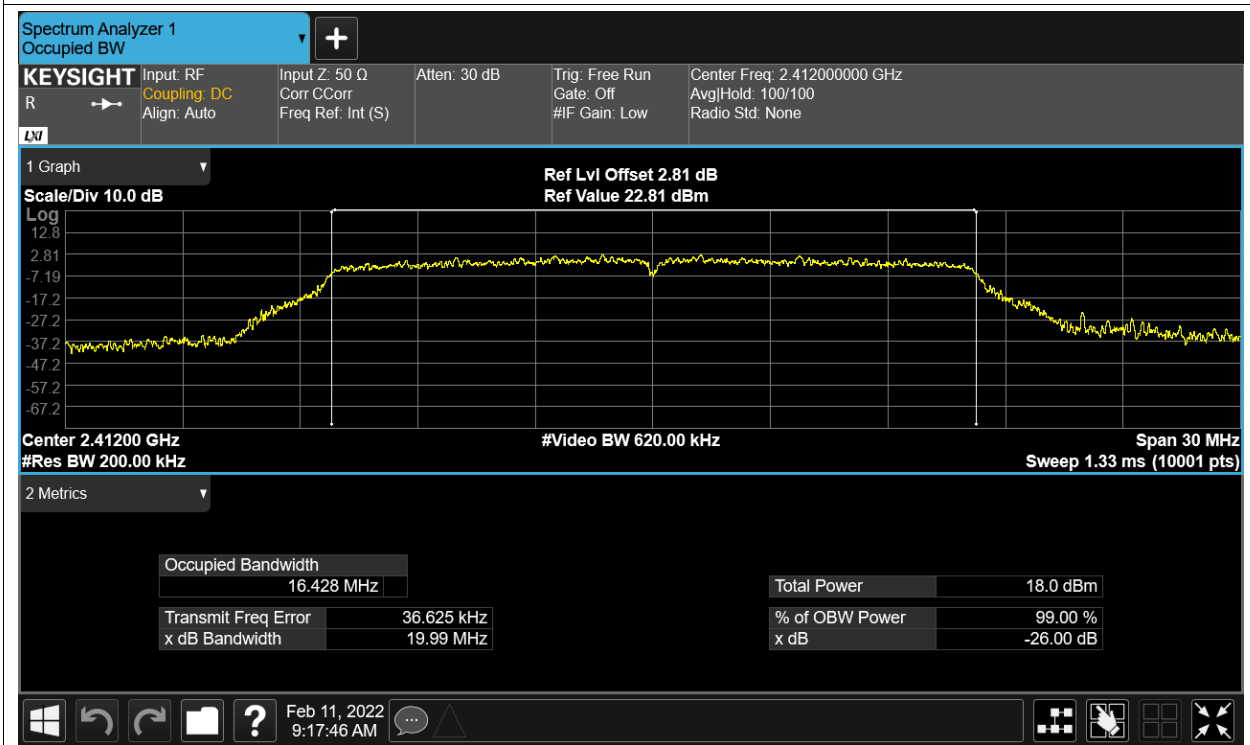 Spectrum Analyzer 1
Occupied BW
KEYSIGHT
R
LXI
Input: RF
Coupling: DC
Align: Auto
Input Z: 50 Ω
Corr CCorr
Freq Ref: Int (S)
Atten: 30 dB
Trig: Free Run
Gate: Off
#IF Gain: Low
Center Freq: 2.412000000 GHz
Avg|Hold: 100/100
Radio Std: None
1 Graph
Scale/Div 10.0 dB
Ref Lvl Offset 2.81 dB
Ref Value 22.81 dBm
Log
12.8
2.81
-7.19
-17.2
-27.2
-37.2
-47.2
-57.2
-67.2
Center 2.41200 GHz
#Video BW 620.00 kHz
Span 30 MHz
#Res BW 200.00 kHz
Sweep 1.33 ms (10001 pts)
2 Metrics
Occupied Bandwidth
16.428 MHz
Total Power 18.0 dBm
Transmit Freq Error 36.625 kHz
% of OBW Power 99.00 %
x dB Bandwidth 19.99 MHz
x dB -26.00 dB
?
Feb 11, 2022
9:17:46 AM